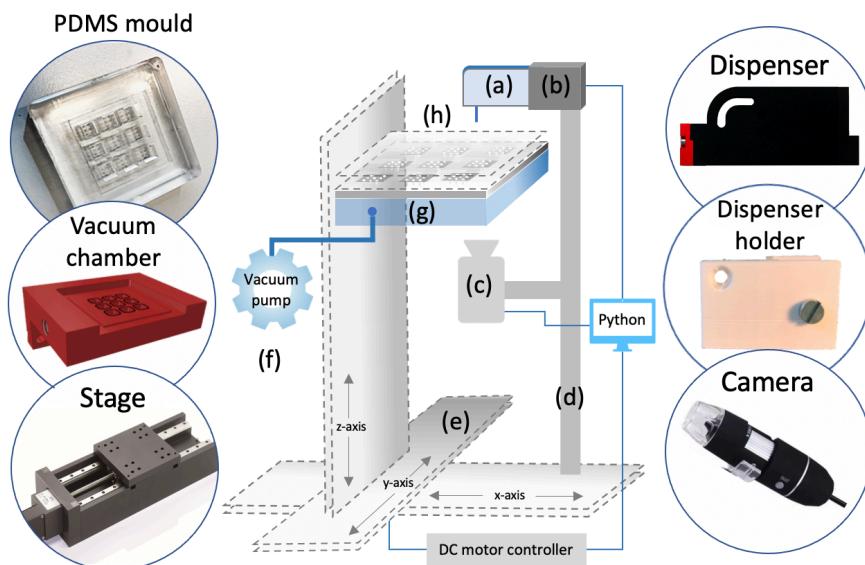 PDMS mould
Vacuum
chamber
Stage
(a)
(b)
(h)
(g)
Vacuum
pump
(f)
(c)
Python
(d)
(e)
z-axis
y-axis
x-axis
DC motor controller
Dispenser
Dispenser
holder
Camera